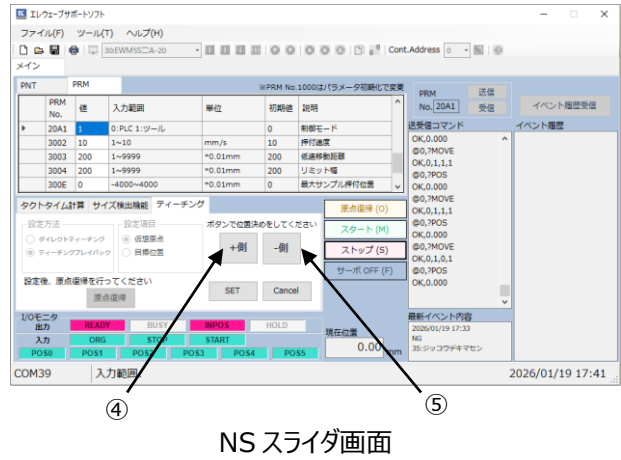 エレウェーブサポートソフト
ファイル(F) ツール(T) ヘルプ(H)
30:EWM5S□A-20 Cont.Address 0
メイン
PNT PRM ※PRM No.1000はパラメータ初期化で変更
PRM No. 値 入力範囲 単位 初期値 説明
20A1 1 0:PLC 1:ツール 0 制御モード
3002 10 1~10 mm/s 10 押付速度
3003 200 1~9999 *0.01mm 200 低速移動距離
3004 200 1~9999 *0.01mm 200 リミット幅
300E 0 -4000~4000 *0.01mm 0 最大サンプル押付位置
PRM 送信
No. 20A1 受信
イベント履歴受信
送受信コマンド イベント履歴
OK,0.000
@0,?MOVE
OK,0,1,1,1
@0,?POS
OK,0.000
@0,?MOVE
OK,0,1,1,1
@0,?POS
OK,0.000
@0,?MOVE
OK,0,1,0,1
@0,?POS
OK,0.000
タクトタイム計算 サイズ検出機能 ティーチング
設定方法 設定項目 ボタンで位置決めをしてください
ダイレクトティーチング 仮想原点
ティーチングプレイバック 目標位置
+側 -側
設定後、原点復帰を行ってください
原点復帰 SET Cancel
原点復帰 (O)
スタート (M)
ストップ (S)
サーボ OFF (F)
I/Oモニタ
出力 READY BUSY INPOS HOLD
入力 ORG STOP START
POS0 POS1 POS2 POS3 POS4 POS5
現在位置
0.00 mm
最新イベント内容
2026/01/19 17:33
NG
35:ジッコウデキマセン
COM39 入力範囲: 2026/01/19 17:41
④ ⑤
NS スライダ画面